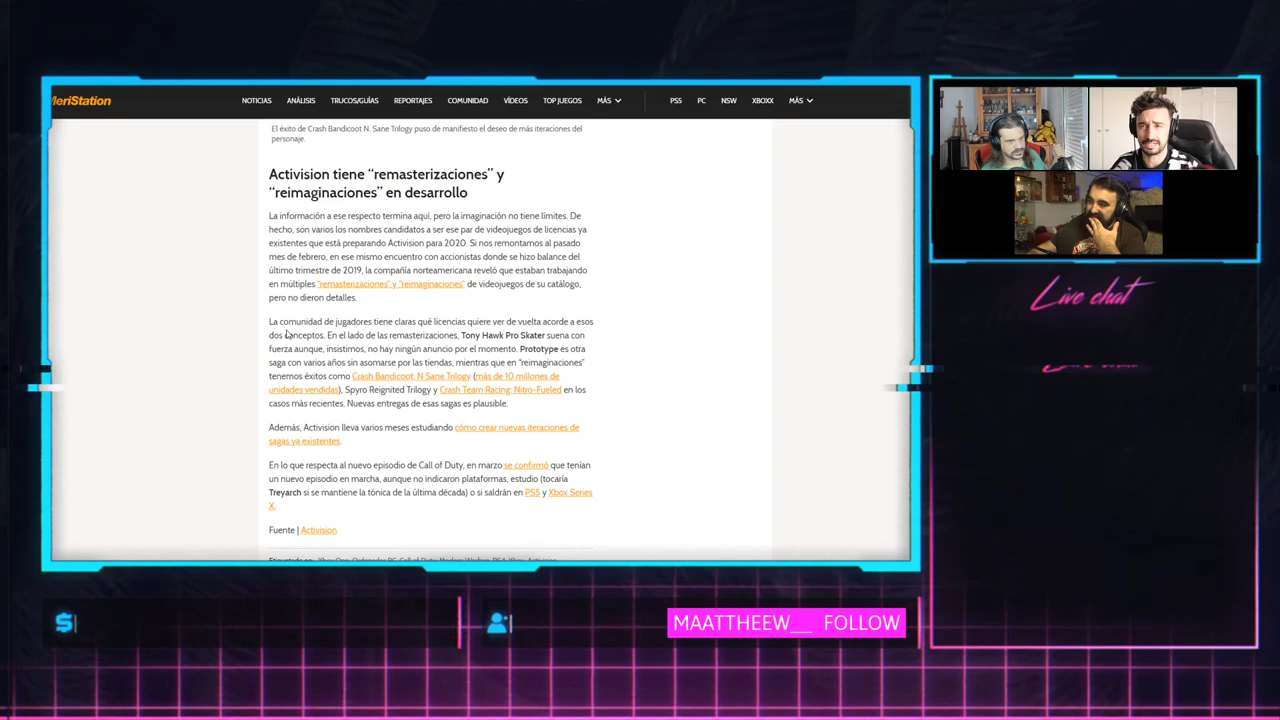 MeriStation
NOTICIAS ANÁLISIS TRUCOS/GUÍAS REPORTAJES COMUNIDAD VÍDEOS TOP JUEGOS MÁS PS5 PC NSW XBOXX MÁS
El éxito de Crash Bandicoot N. Sane Trilogy puso de manifiesto el deseo de más iteraciones del
personaje.
Activision tiene “remasterizaciones” y
“reimaginaciones” en desarrollo
La información a ese respecto termina aquí, pero la imaginación no tiene límites. De
hecho, son varios los nombres candidatos a ser ese par de videojuegos de licencias ya
existentes que está preparando Activision para 2020. Si nos remontamos al pasado
mes de febrero, en ese mismo encuentro con accionistas donde se hizo balance del
último trimestre de 2019, la compañía norteamericana reveló que estaban trabajando
en múltiples "remasterizaciones" y "reimaginaciones" de videojuegos de su catálogo,
pero no dieron detalles.
La comunidad de jugadores tiene claras qué licencias quiere ver de vuelta acorde a esos
dos conceptos. En el lado de las remasterizaciones, Tony Hawk Pro Skater suena con
fuerza aunque, insistimos, no hay ningún anuncio por el momento. Prototype es otra
saga con varios años sin asomarse por las tiendas, mientras que en "reimaginaciones"
tenemos éxitos como Crash Bandicoot: N Sane Trilogy (más de 10 millones de
unidades vendidas), Spyro Reignited Trilogy y Crash Team Racing: Nitro-Fueled en los
casos más recientes. Nuevas entregas de esas sagas es plausible.
Además, Activision lleva varios meses estudiando cómo crear nuevas iteraciones de
sagas ya existentes.
En lo que respecta al nuevo episodio de Call of Duty, en marzo se confirmó que tenían
un nuevo episodio en marcha, aunque no indicaron plataformas, estudio (tocaría
Treyarch si se mantiene la tónica de la última década) o si saldrán en PS5 y Xbox Series
X.
Fuente | Activision
Live chat
MAATTHEEW__ FOLLOW